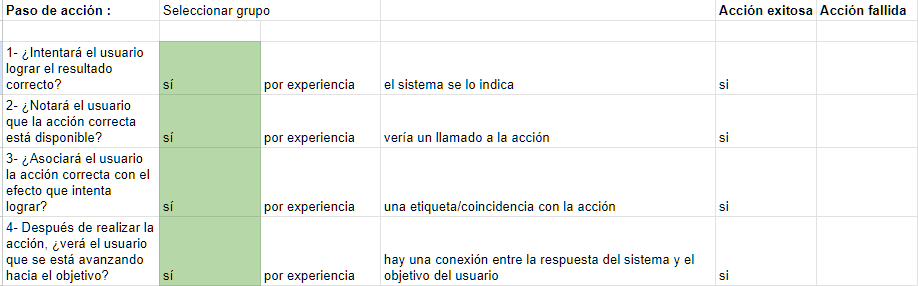 Paso de acción : Seleccionar grupo Acción exitosa Acción fallida
1- ¿Intentará el usuario
lograr el resultado
correcto? sí por experiencia el sistema se lo indica si
2- ¿Notará el usuario
que la acción correcta
está disponible? sí por experiencia vería un llamado a la acción si
3- ¿Asociará el usuario
la acción correcta con el
efecto que intenta
lograr? sí por experiencia una etiqueta/coincidencia con la acción si
4- Después de realizar la
acción, ¿verá el usuario
que se está avanzando
hacia el objetivo? sí por experiencia hay una conexión entre la respuesta del sistema y el
objetivo del usuario si